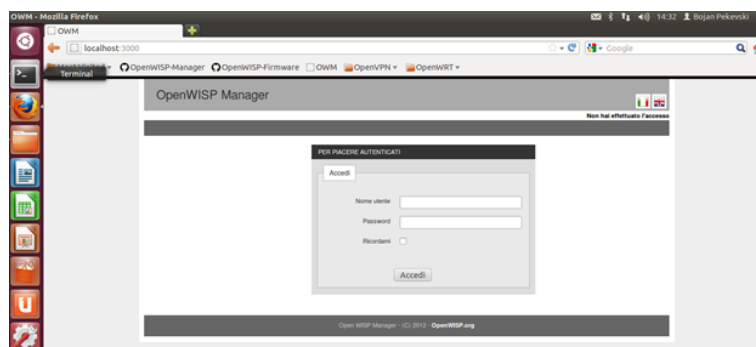 OWM - Mozilla Firefox
14:32 Bojan Pekevski
OWM
localhost:3000
Google
Terminal
OpenWISP-Manager OpenWISP-Firmware OWM OpenVPN OpenWRT
OpenWISP Manager
Non hai effettuato l'accesso
PER PIACERE AUTENTICATI
Accedi
Nome utente
Password
Ricordami
Accedi
Open WISP Manager - (C) 2012 - OpenWISP.org